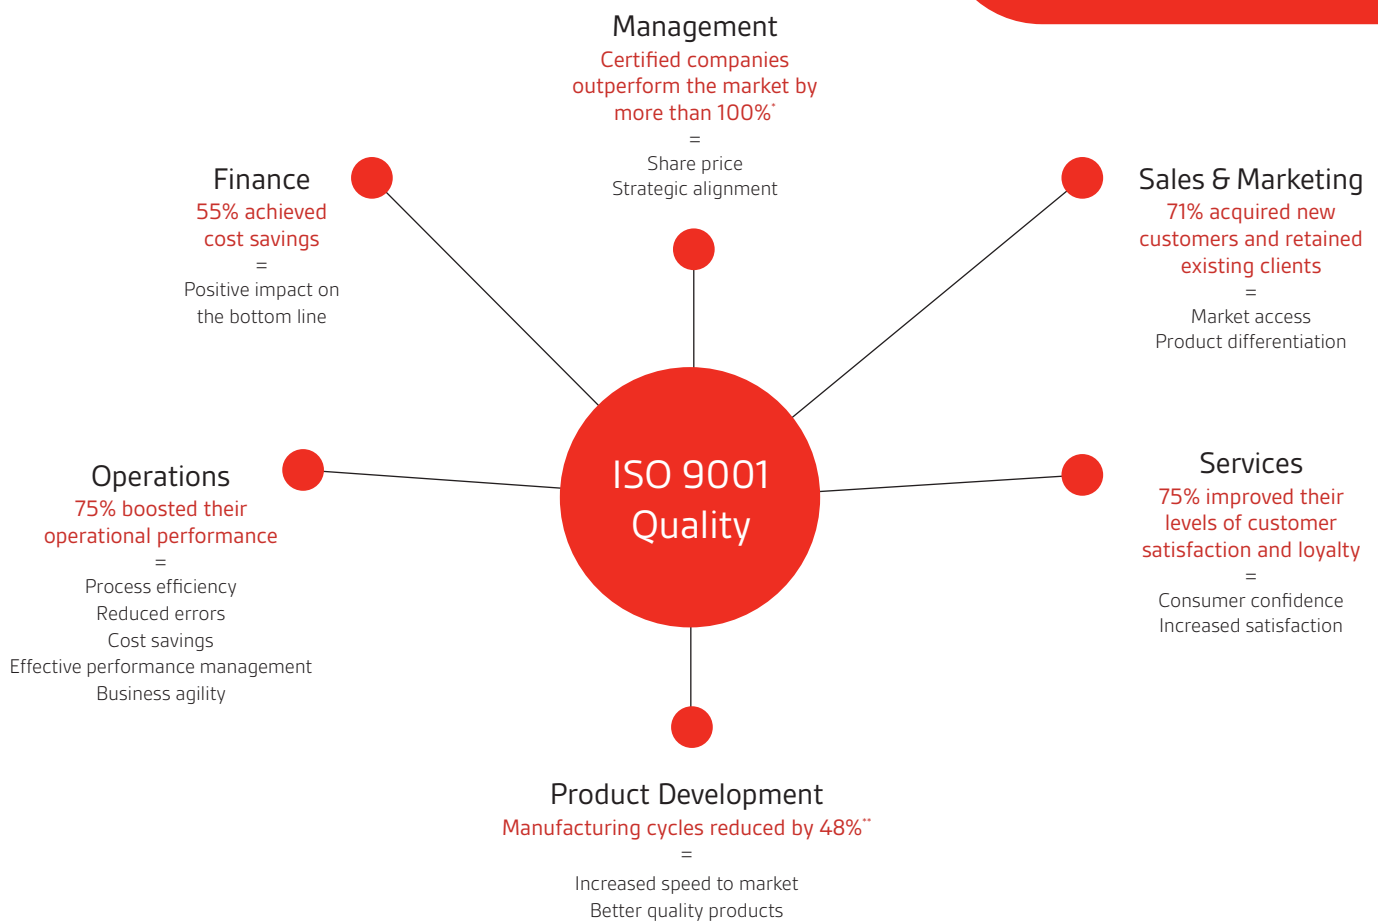 Management
Certified companies
outperform the market by
more than 100%*
=
Share price
Strategic alignment
Finance
55% achieved
cost savings
=
Positive impact on
the bottom line
Sales & Marketing
71% acquired new
customers and retained
existing clients
=
Market access
Product differentiation
ISO 9001
Quality
Operations
75% boosted their
operational performance
=
Process efficiency
Reduced errors
Cost savings
Effective performance management
Business agility
Services
75% improved their
levels of customer
satisfaction and loyalty
=
Consumer confidence
Increased satisfaction
Product Development
Manufacturing cycles reduced by 48%**
=
Increased speed to market
Better quality products